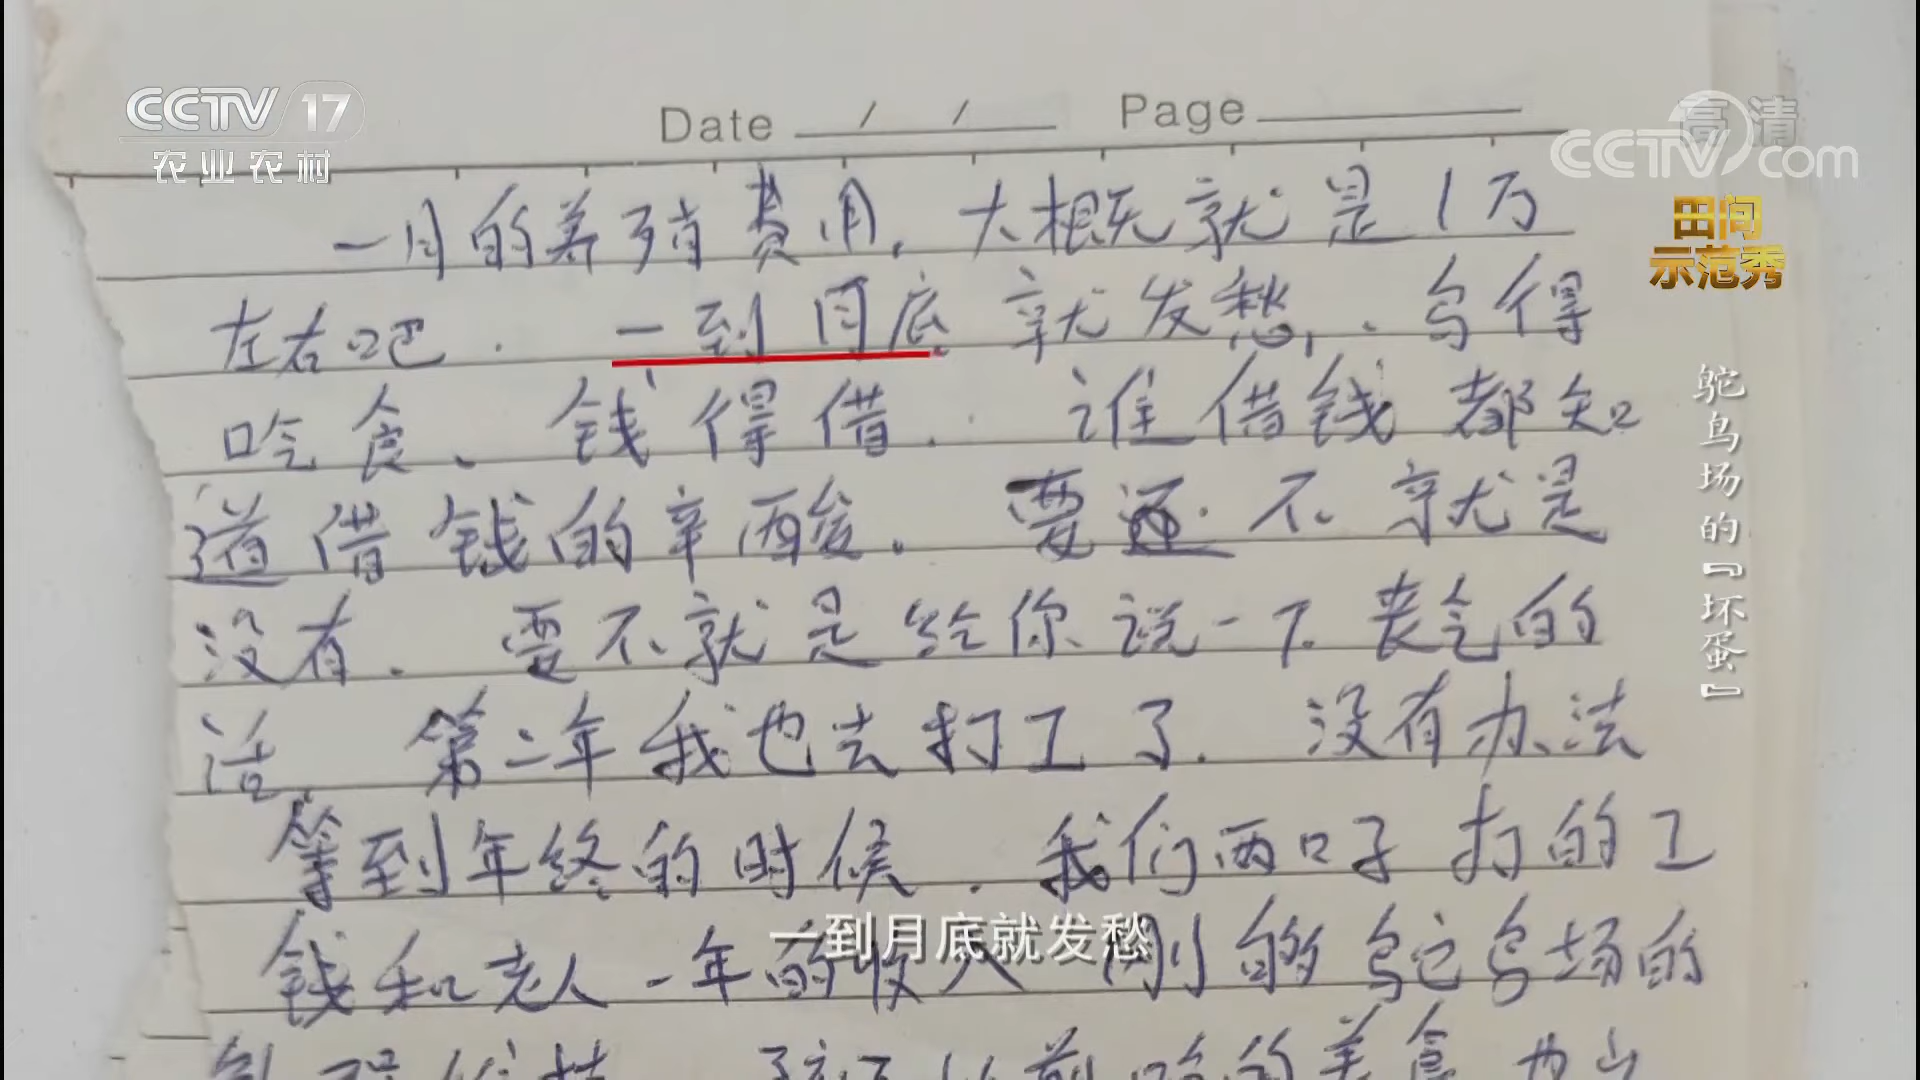 CCTV 17
农业农村
高清
CCTV com
田间
示范秀
Date / / Page
一月的养殖费用.大概就是1万
左右吧.一到月底就发愁,.鸟得
吃食、钱得借.谁借钱都知
道借钱的辛酸.要还不就是
没有.要不就是给你说一下丧气的
话.第二年我也去打工了.没有办法
等到年终的时候.我们两口子打的工
钱和老人一年的收入刚的鸟场的
一到月底就发愁
鸵鸟场的『坏蛋』